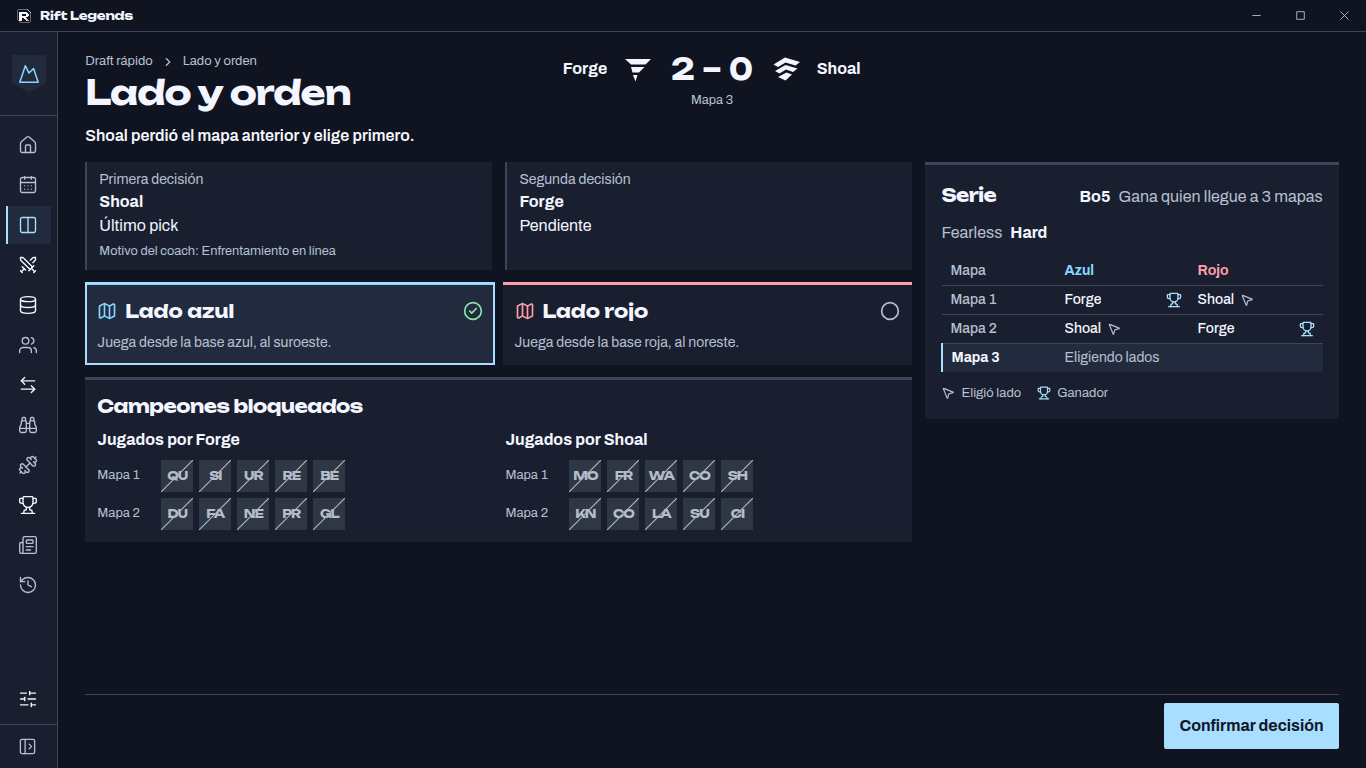 Rift Legends
Draft rápido > Lado y orden
Lado y orden
Forge 2 – 0 Shoal
Mapa 3
Shoal perdió el mapa anterior y elige primero.
Primera decisión
Shoal
Último pick
Motivo del coach: Enfrentamiento en línea
Segunda decisión
Forge
Pendiente
Lado azul
Juega desde la base azul, al suroeste.
Lado rojo
Juega desde la base roja, al noreste.
Campeones bloqueados
Jugados por Forge
Mapa 1 QU SI UR RE BE
Mapa 2 DU FA NE PR GL
Jugados por Shoal
Mapa 1 MO FR WA CO SH
Mapa 2 KN CO LA SU CI
Serie Bo5 Gana quien llegue a 3 mapas
Fearless Hard
Mapa Azul Rojo
Mapa 1 Forge Shoal
Mapa 2 Shoal Forge
Mapa 3 Eligiendo lados
Eligió lado Ganador
Confirmar decisión